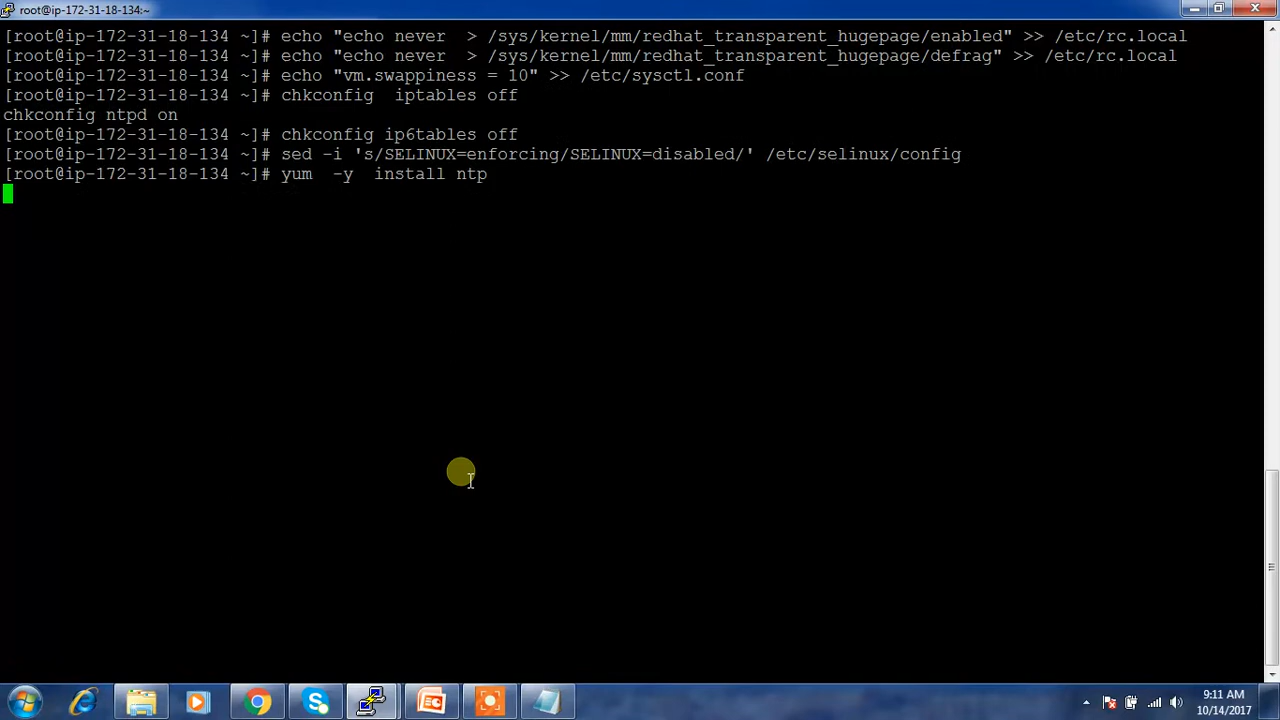 root@ip-172-31-18-134:~
[root@ip-172-31-18-134 ~]# echo "echo never  > /sys/kernel/mm/redhat_transparent_hugepage/enabled" >> /etc/rc.local
[root@ip-172-31-18-134 ~]# echo "echo never  > /sys/kernel/mm/redhat_transparent_hugepage/defrag" >> /etc/rc.local
[root@ip-172-31-18-134 ~]# echo "vm.swappiness = 10" >> /etc/sysctl.conf
[root@ip-172-31-18-134 ~]# chkconfig  iptables off
chkconfig ntpd on
[root@ip-172-31-18-134 ~]# chkconfig ip6tables off
[root@ip-172-31-18-134 ~]# sed -i 's/SELINUX=enforcing/SELINUX=disabled/' /etc/selinux/config
[root@ip-172-31-18-134 ~]# yum  -y  install ntp
9:11 AM
10/14/2017